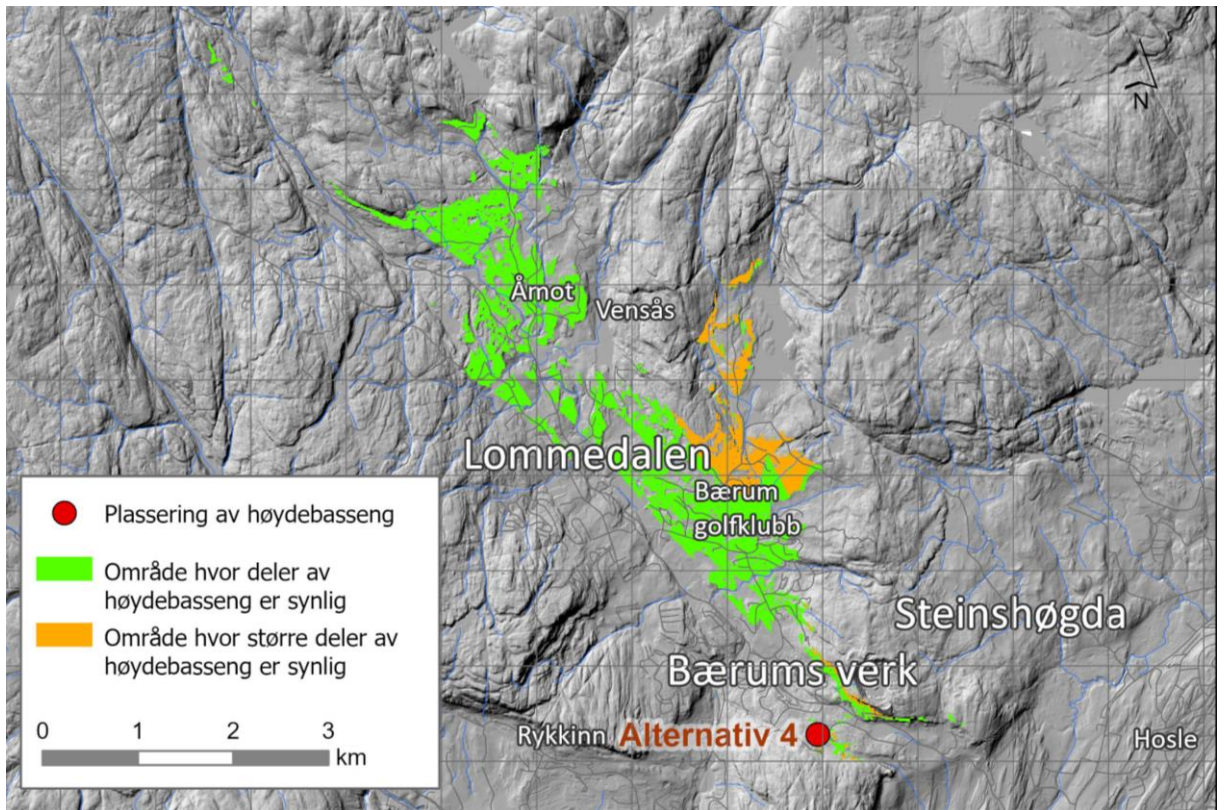 N
Åmot
Vensås
Lommedalen
Bærum
golfklubb
Steinshøgda
Bærums verk
Rykkinn
Alternativ 4
Hosle
Plassering av høydebasseng
Område hvor deler av
høydebasseng er synlig
Område hvor større deler av
høydebasseng er synlig
0 1 2 3
km